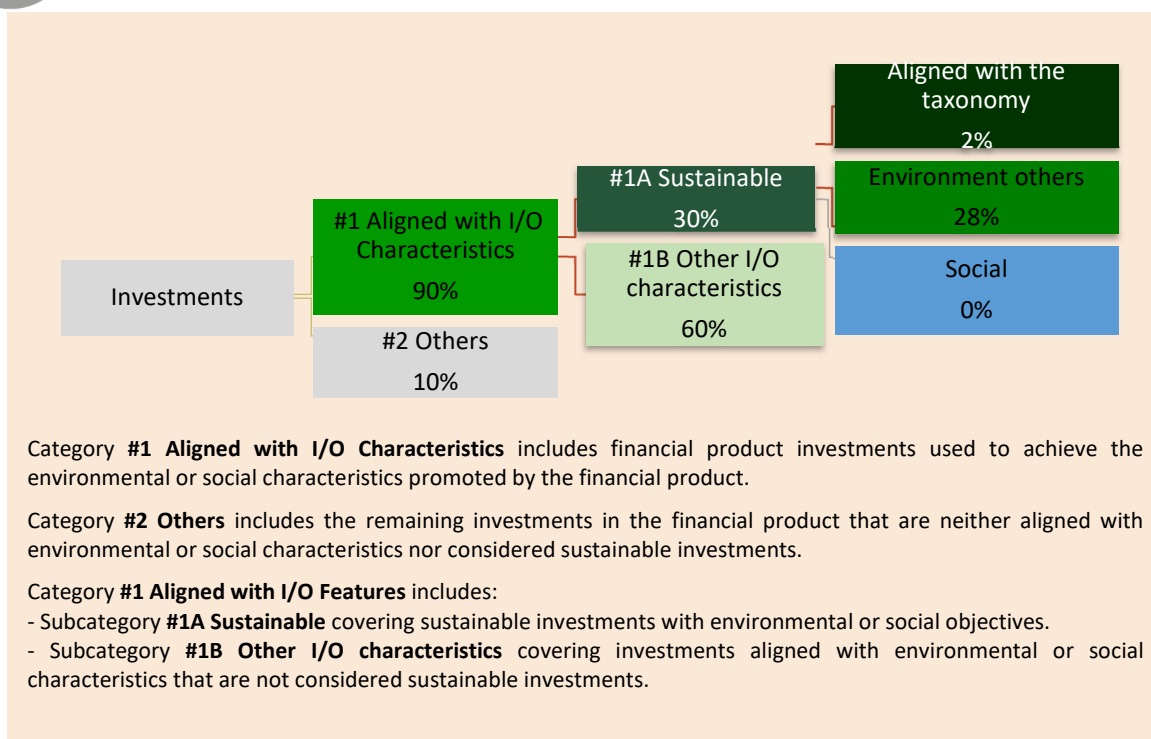 Aligned with the
taxonomy
2%
#1A Sustainable
30%
Environment others
28%
#1 Aligned with I/O
Characteristics
90%
#1B Other I/O
characteristics
60%
Social
0%
Investments
#2 Others
10%
Category #1 Aligned with I/O Characteristics includes financial product investments used to achieve the
environmental or social characteristics promoted by the financial product.
Category #2 Others includes the remaining investments in the financial product that are neither aligned with
environmental or social characteristics nor considered sustainable investments.
Category #1 Aligned with I/O Features includes:
- Subcategory #1A Sustainable covering sustainable investments with environmental or social objectives.
- Subcategory #1B Other I/O characteristics covering investments aligned with environmental or social
characteristics that are not considered sustainable investments.